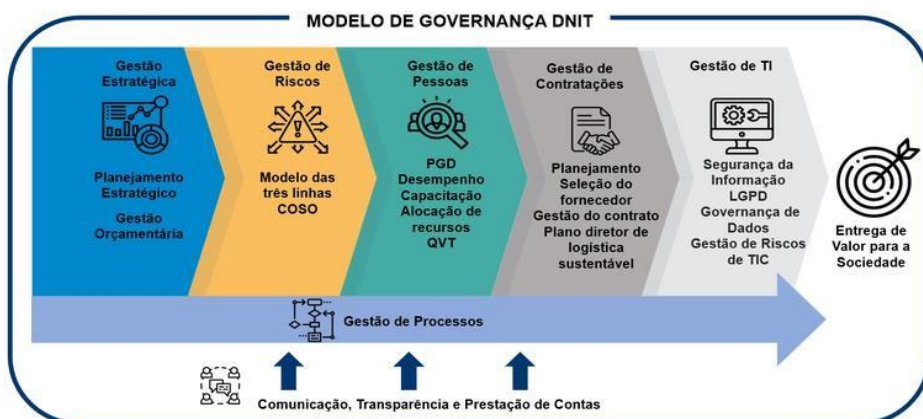 MODELO DE GOVERNANÇA DNIT
Gestão
Estratégica
Planejamento
Estratégico
Gestão
Orçamentária
Gestão de
Riscos
Modelo das
três linhas
COSO
Gestão de
Pessoas
PGD
Desempenho
Capacitação
Alocação de
recursos
QVT
Gestão de
Contratações
Planejamento
Seleção do
fornecedor
Gestão do contrato
Plano diretor de
logística
sustentável
Gestão de TI
Segurança da
Informação
LGPD
Governança de
Dados
Gestão de Riscos
de TIC
Entrega de
Valor para a
Sociedade
Gestão de Processos
Comunicação, Transparência e Prestação de Contas